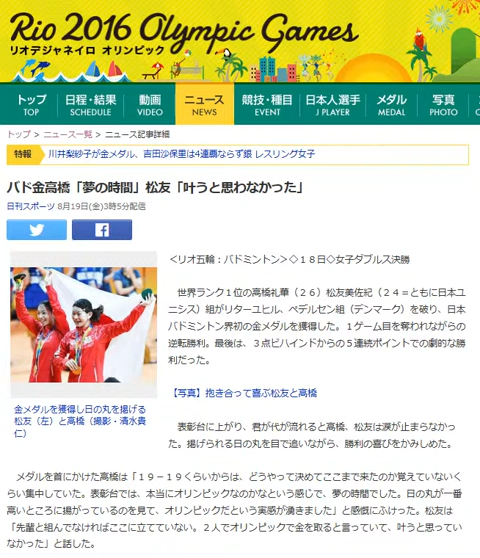 Rio 2016 Olympic Games
リオデジャネイロ オリンピック
トップ 日程・結果 動画 ニュース 競技・種目 日本人選手 メダル 写真
TOP SCHEDULE VIDEO NEWS EVENT J PLAYER MEDAL PHOTO
トップ > ニュース一覧 > ニュース記事詳細
特報 川井梨紗子が金メダル、吉田沙保里は4連覇ならず銀 レスリング女子
バド金高橋「夢の時間」松友「叶うと思わなかった」
日刊スポーツ 8月19日(金)3時5分配信
<リオ五輪：バドミントン>◇１８日◇女子ダブルス決勝
世界ランク１位の高橋礼華（２６）松友美佐紀（２４＝ともに日本ユ
ニシス）組がリターユヒル、ペデルセン組（デンマーク）を破り、日本
バドミントン界初の金メダルを獲得した。１ゲーム目を奪われながらの
逆転勝利。最後は、３点ビハインドからの５連続ポイントでの劇的な勝
利だった。
【写真】抱き合って喜ぶ松友と高橋
表彰台に上がり、君が代が流れると高橋、松友は涙が止まらなかっ
た。揚げられる日の丸を目で追いながら、勝利の喜びをかみしめた。
金メダルを獲得し日の丸を揚げる
松友（左）と高橋（撮影・清水貴
仁）
メダルを首にかけた高橋は「１９－１９くらいからは、どうやって決めてここまで来たのか覚えていないく
らい集中していた。表彰台では、本当にオリンピックなのかなという感じで、夢の時間でした。日の丸が一番
高いところに揚がっているのを見て、オリンピックだという実感が湧きました」と感慨にふけった。松友は
「先輩と組んでなければここに立てていない。２人でオリンピックで金を取ると言っていて、叶うと思ってい
なかった」と話した。